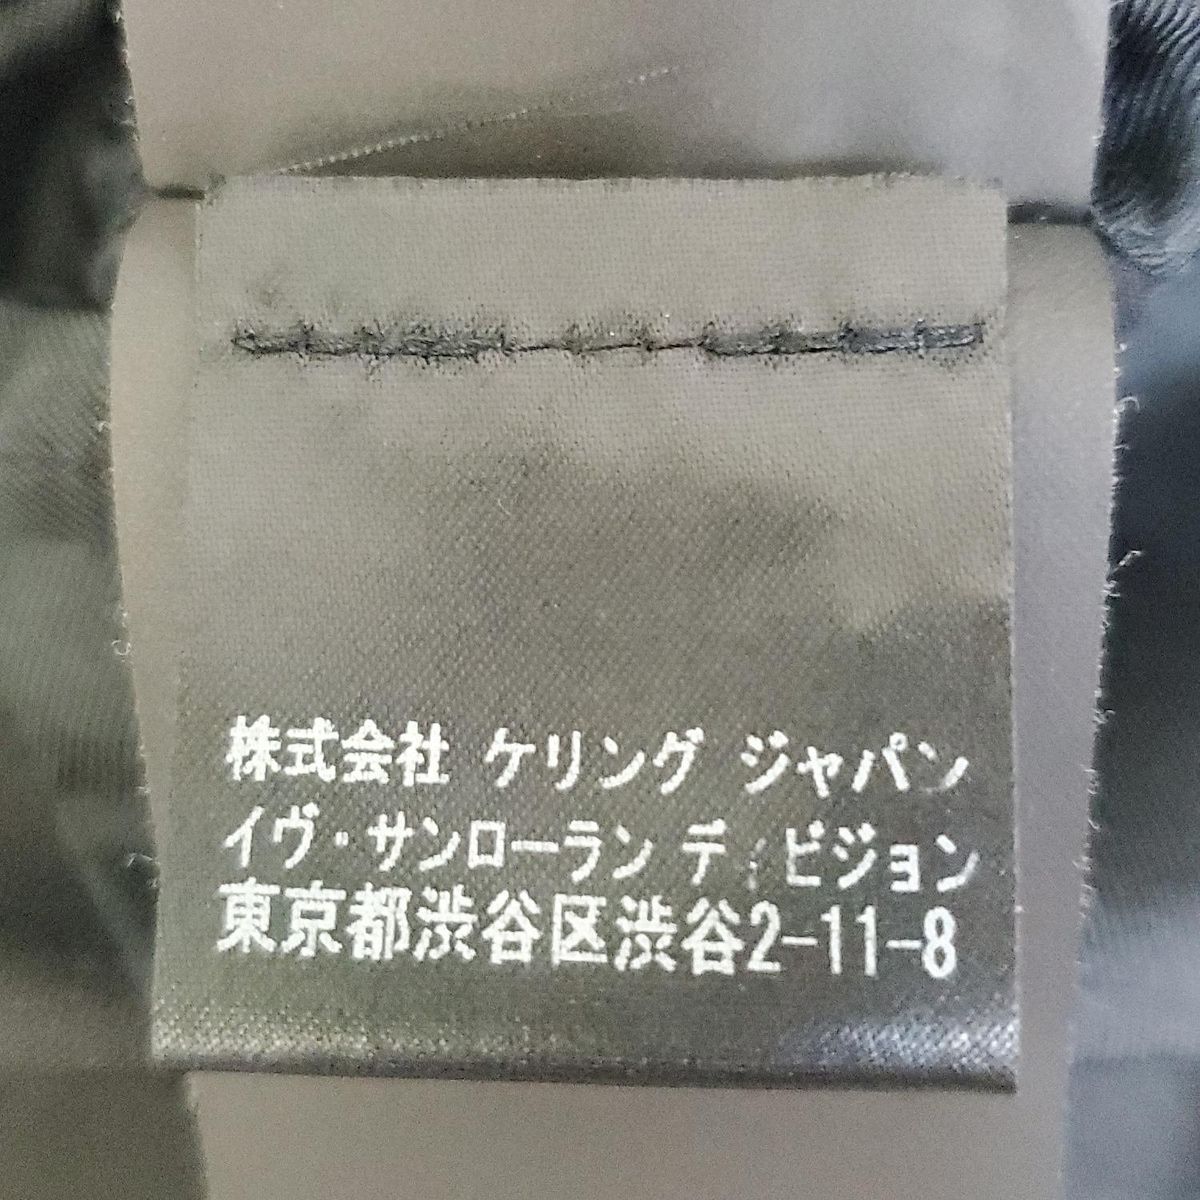 株式会社 ケリング ジャパン
イヴ・サンローラン ディビジョン
東京都渋谷区渋谷2-11-8